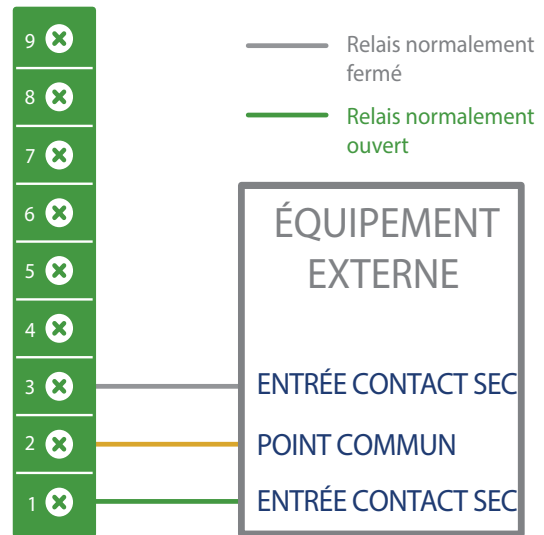 9
8
7
6
5
4
3
2
1
Relais normalement
fermé
Relais normalement
ouvert
ÉQUIPEMENT
EXTERNE
ENTRÉE CONTACT SEC
POINT COMMUN
ENTRÉE CONTACT SEC